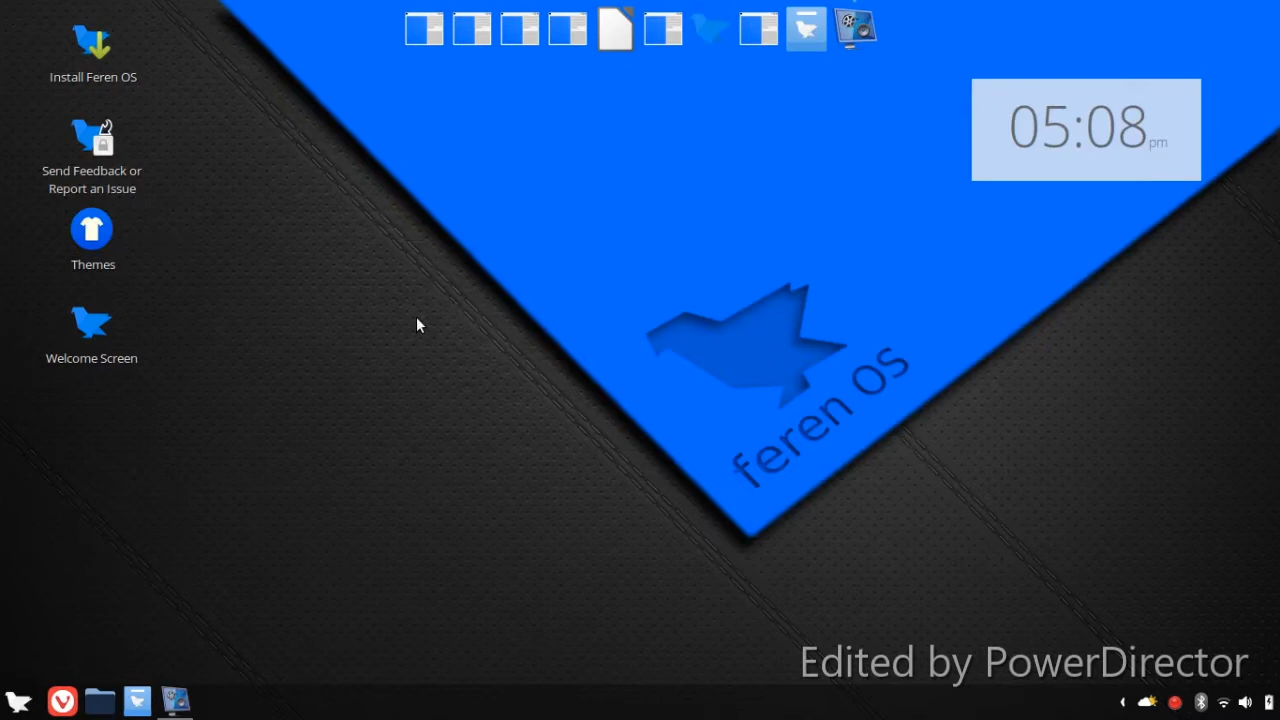 Install Feren OS
Send Feedback or
Report an Issue
Themes
Welcome Screen
05:08 pm
feren OS
Edited by PowerDirector